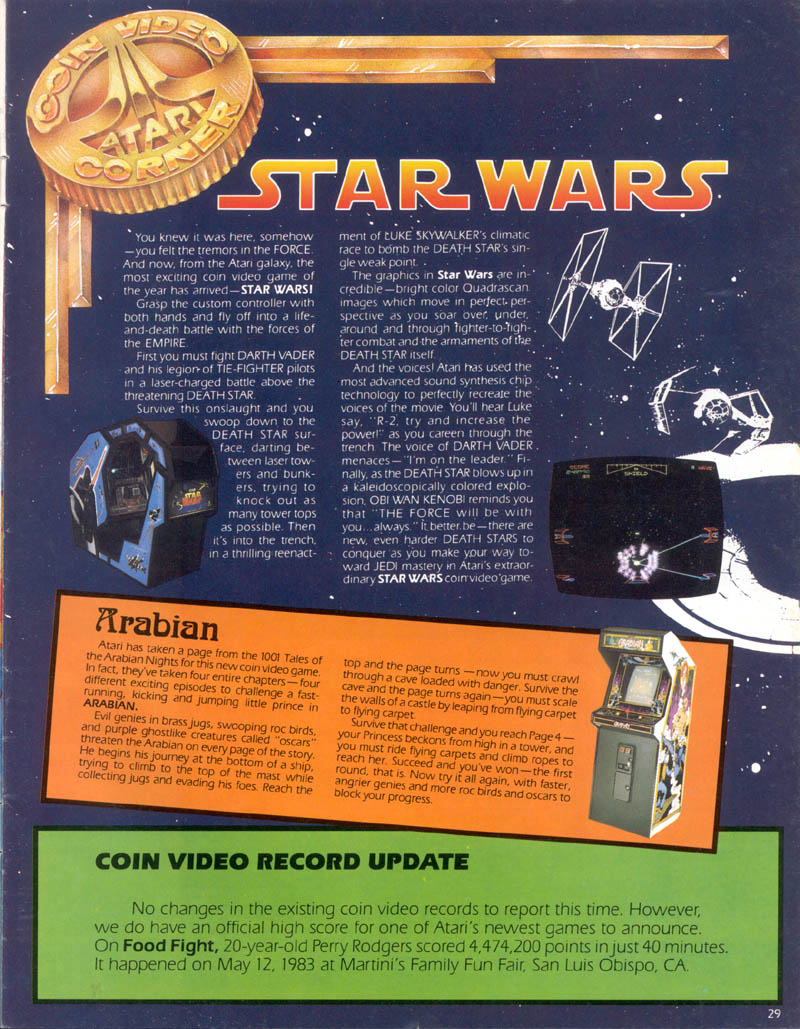 COIN VIDEO
ATARI
CORNER
STAR WARS
You knew it was here, somehow
—you felt the tremors in the FORCE.
And now, from the Atari galaxy, the
most exciting coin video game of
the year has arrived—STAR WARS!
Grasp the custom controller with
both hands and fly off into a life-
and-death battle with the forces of
the EMPIRE.
First you must fight DARTH VADER
and his legion of TIE-FIGHTER pilots
in a laser-charged battle above the
threatening DEATH STAR.
Survive this onslaught and you
swoop down to the
DEATH STAR sur-
face, darting be-
tween laser tow-
ers and bunk-
ers, trying to
knock out as
many tower tops
as possible. Then
it's into the trench,
in a thrilling reenact-
ment of LUKE SKYWALKER's climatic
race to bomb the DEATH STAR's sin-
gle weak point.
The graphics in Star Wars are in-
credible—bright color Quadrascan
images which move in perfect per-
spective as you soar over, under,
around and through fighter-to-figh-
ter combat and the armaments of the
DEATH STAR itself.
And the voices! Atari has used the
most advanced sound synthesis chip
technology to perfectly recreate the
voices of the movie. You'll hear Luke
say, "R-2, try and increase the
power!" as you careen through the
trench. The voice of DARTH VADER
menaces—"I'm on the leader." Fi-
nally, as the DEATH STAR blows up in
a kaleidoscopically colored explo-
sion, OBI WAN KENOBI reminds you
that "THE FORCE will be with
you...always." It better be—there are
new, even harder DEATH STARS to
conquer as you make your way to-
ward JEDI mastery in Atari's extraor-
dinary STAR WARS coin video game.
STAR WARS
SCORE
SHIELD
WAVE
Arabian
Atari has taken a page from the 1001 Tales of
the Arabian Nights for this new coin video game.
In fact, they've taken four entire chapters—four
different exciting episodes to challenge a fast-
running, kicking and jumping little prince in
ARABIAN.
Evil genies in brass jugs, swooping roc birds,
and purple ghostlike creatures called "oscars"
threaten the Arabian on every page of the story.
He begins his journey at the bottom of a ship,
trying to climb to the top of the mast while
collecting jugs and evading his foes. Reach the
top and the page turns—now you must crawl
through a cave loaded with danger. Survive the
cave and the page turns again—you must scale
the walls of a castle by leaping from flying carpet
to flying carpet.
Survive that challenge and you reach Page 4—
your Princess beckons from high in a tower, and
you must ride flying carpets and climb ropes to
reach her. Succeed and you've won—the first
round, that is. Now try it all again, with faster,
angrier genies and more roc birds and oscars to
block your progress.
ARABIAN
COIN VIDEO RECORD UPDATE
No changes in the existing coin video records to report this time. However,
we do have an official high score for one of Atari's newest games to announce.
On Food Fight, 20-year-old Perry Rodgers scored 4,474,200 points in just 40 minutes.
It happened on May 12, 1983 at Martini's Family Fun Fair, San Luis Obispo, CA.
29